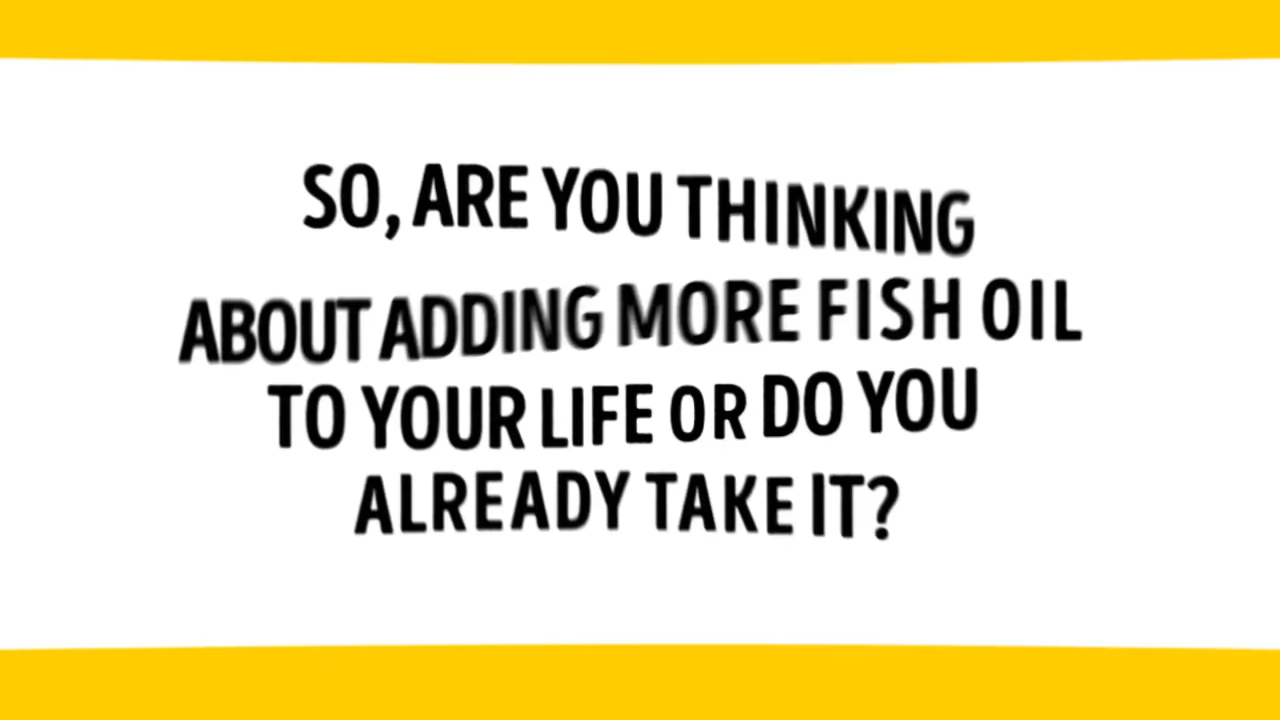 SO, ARE YOU THINKING
ABOUT ADDING MORE FISH OIL
TO YOUR LIFE OR DO YOU
ALREADY TAKE IT?